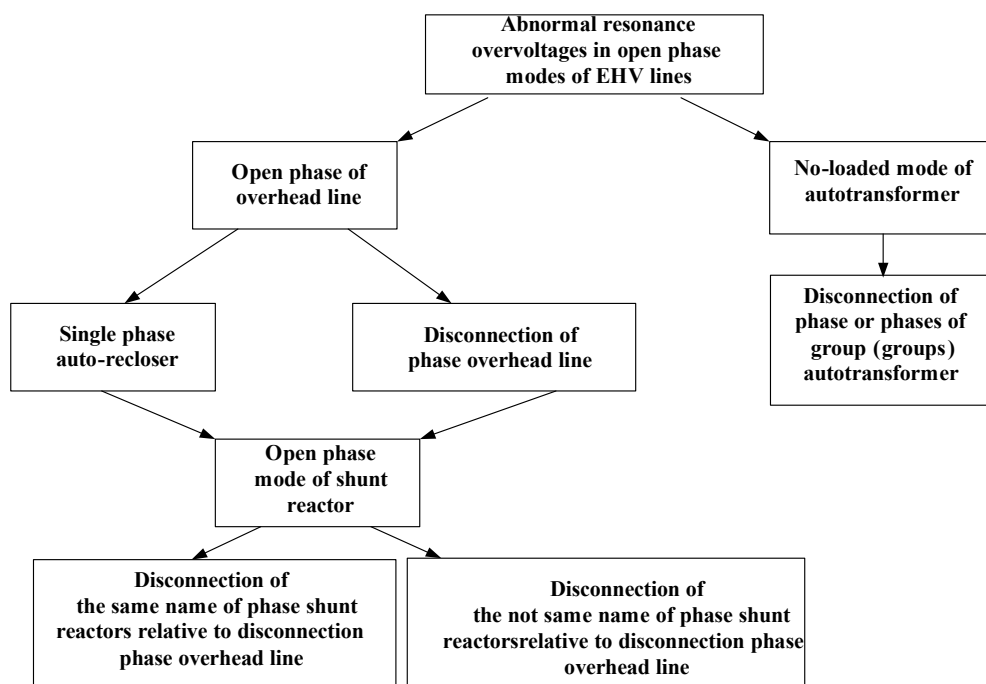 Abnormal resonance
overvoltages in open phase
modes of EHV lines
Open phase of
overhead line
No-loaded mode of
autotransformer
Single phase
auto-recloser
Disconnection of
phase overhead line
Disconnection of
phase or phases of
group (groups)
autotransformer
Open phase
mode of shunt
reactor
Disconnection of
the same name of phase shunt
reactors relative to disconnection
phase overhead line
Disconnection of
the not same name of phase shunt
reactorsrelative to disconnection phase
overhead line